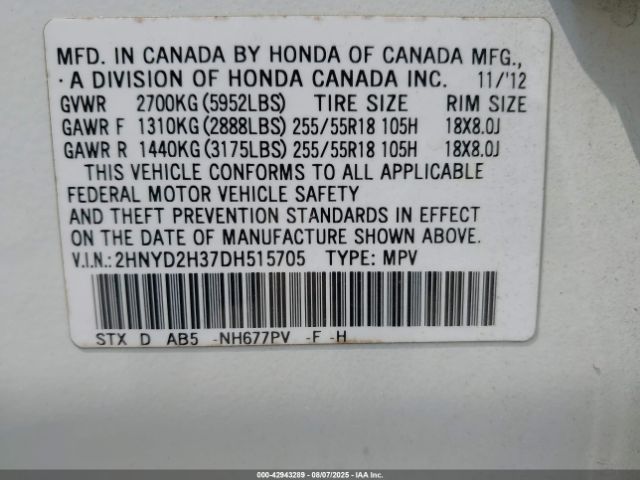 MFD. IN CANADA BY HONDA OF CANADA MFG.,
·A DIVISION OF HONDA CANADA INC. 11/'12
GVWR 2700KG (5952LBS) TIRE SIZE RIM SIZE
GAWR F 1310KG (2888LBS) 255/55R18 105H 18X8.0J
GAWR R 1440KG (3175LBS) 255/55R18 105H 18X8.0J
THIS VEHICLE CONFORMS TO ALL APPLICABLE
FEDERAL MOTOR VEHICLE SAFETY
AND THEFT PREVENTION STANDARDS IN EFFECT
ON THE DATE OF MANUFACTURE SHOWN ABOVE.
V.I.N.: 2HNYD2H37DH515705 TYPE: MPV
STX D AB5 -NH677PV -F -H
000-42943289 - 08/07/2025 - PROPERTY OF IAA